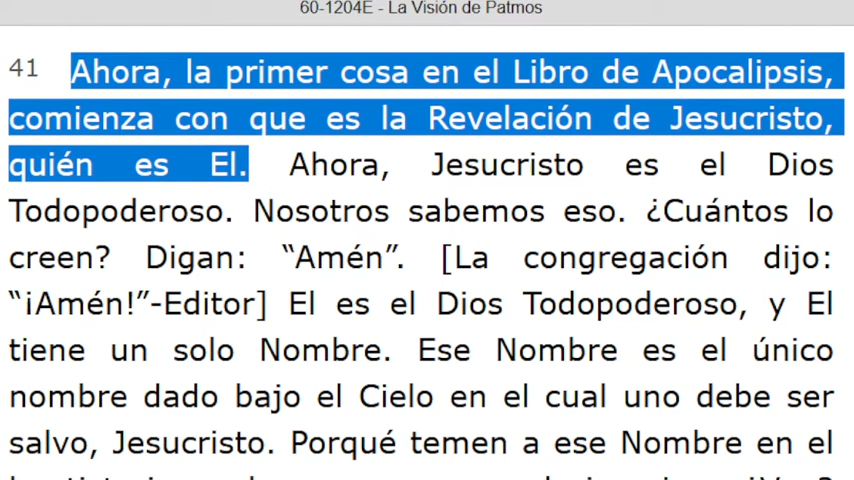 60-1204E - La Visión de Patmos
41 Ahora, la primer cosa en el Libro de Apocalipsis,
comienza con que es la Revelación de Jesucristo,
quién es El. Ahora, Jesucristo es el Dios
Todopoderoso. Nosotros sabemos eso. ¿Cuántos lo
creen? Digan: “Amén”. [La congregación dijo:
“¡Amén!”-Editor] El es el Dios Todopoderoso, y El
tiene un solo Nombre. Ese Nombre es el único
nombre dado bajo el Cielo en el cual uno debe ser
salvo, Jesucristo. Porqué temen a ese Nombre en el